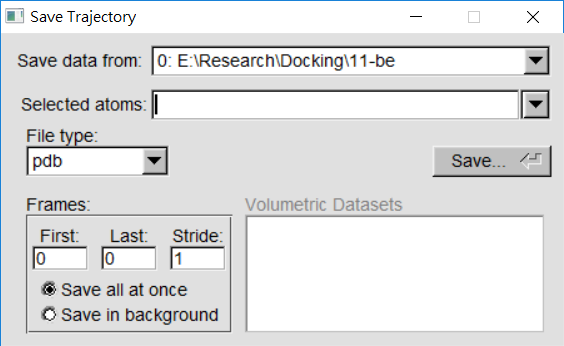 Save Trajectory
Save data from: 0: E:\Research\Docking\11-be
Selected atoms:
File type:
pdb
Save...
Frames:
Volumetric Datasets
First: Last: Stride:
0 0 1
Save all at once
Save in background